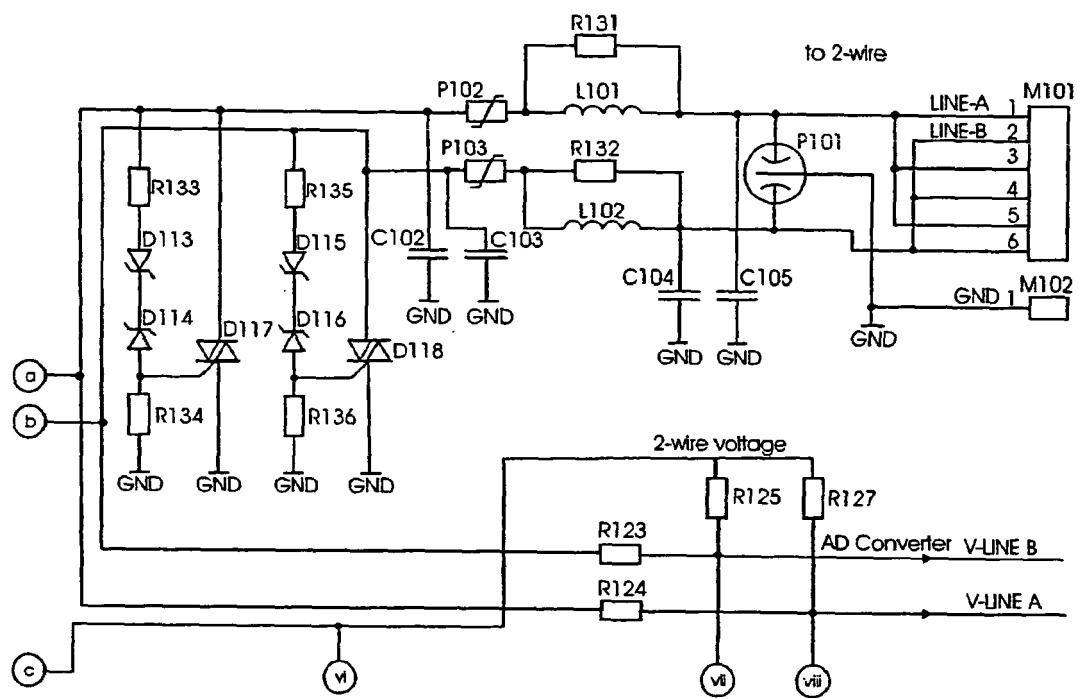 R131
to 2-wire
P102
L101
M101
LINE-A 1
LINE-B 2
P103
R132
P101
3
R133
R135
4
L102
5
D113
D115
C102
C103
6
C104
C105
M102
D114
D116
GND
GND
GND 1
D117
D118
GND
GND
GND
a
R134
R136
b
2-wire voltage
GND
GND
GND
GND
R125
R127
R123
AD Converter
V-LINE B
R124
V-LINE A
c
vi
vii
viii